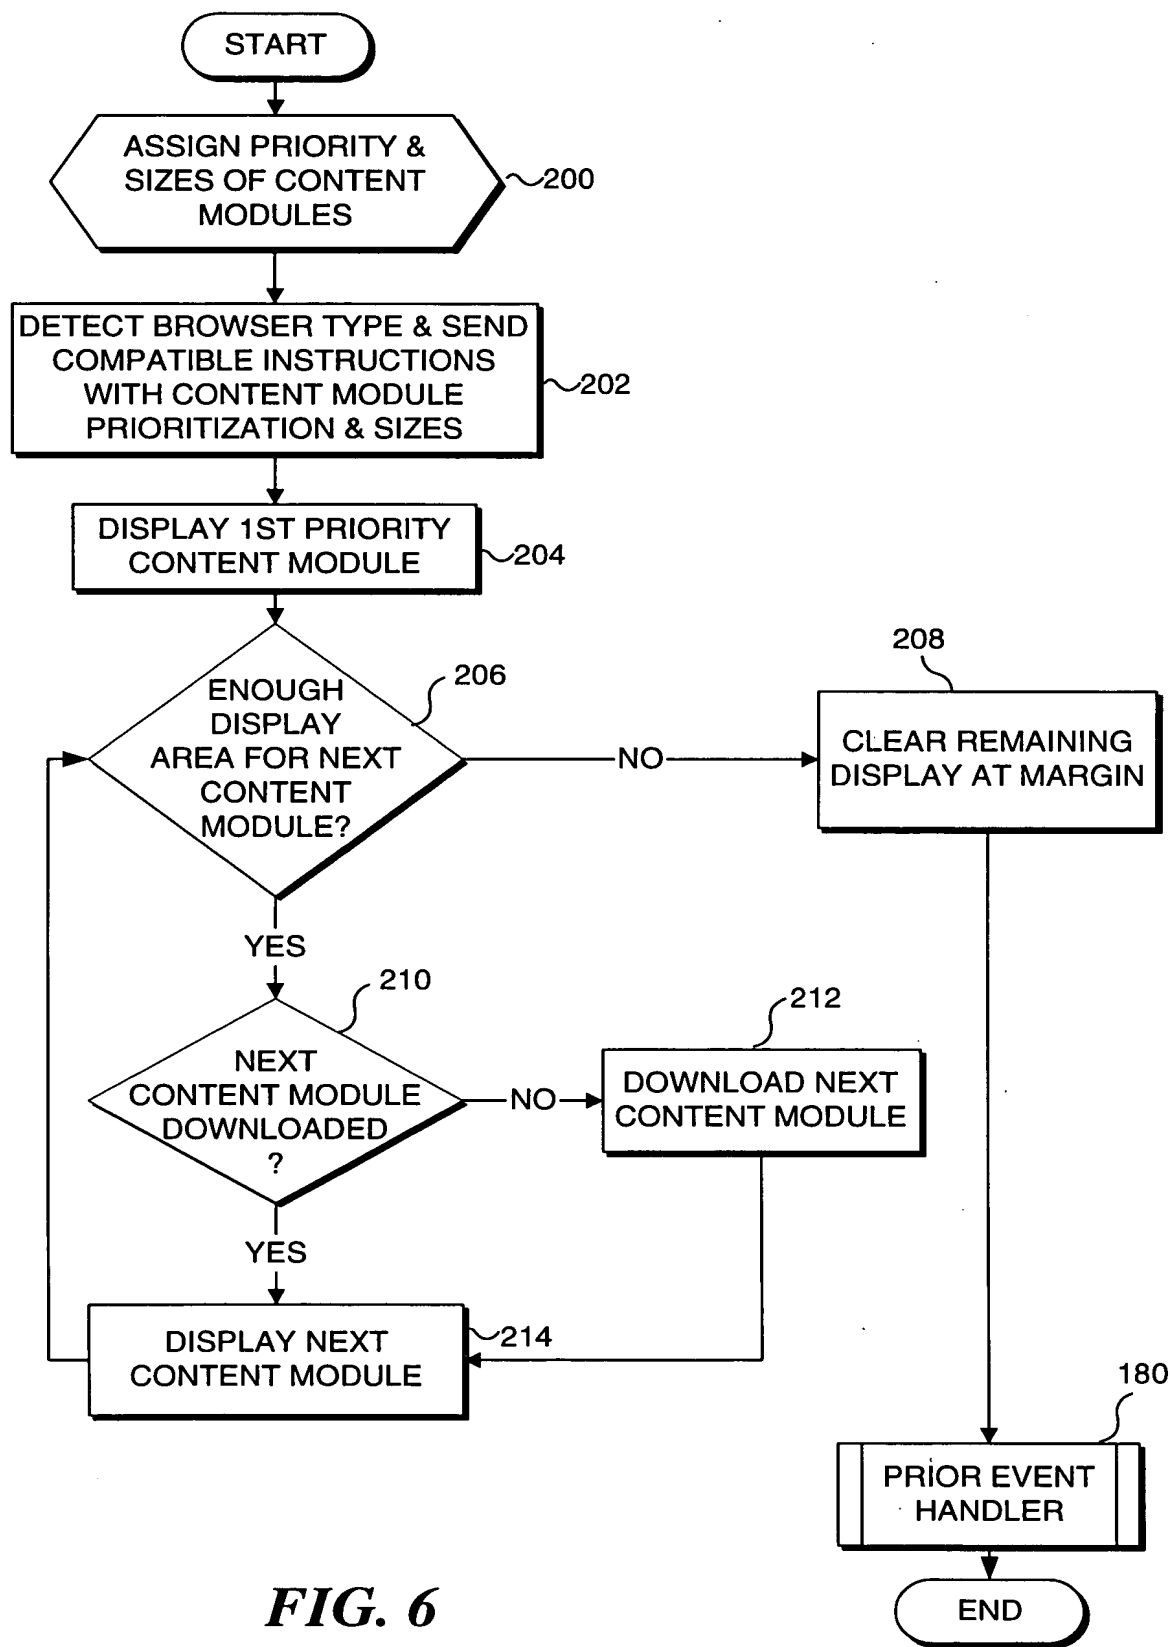 START
ASSIGN PRIORITY &
SIZES OF CONTENT
MODULES
200
DETECT BROWSER TYPE & SEND
COMPATIBLE INSTRUCTIONS
WITH CONTENT MODULE
PRIORITIZATION & SIZES
202
DISPLAY 1ST PRIORITY
CONTENT MODULE
204
206
ENOUGH
DISPLAY
AREA FOR NEXT
CONTENT
MODULE?
NO
208
CLEAR REMAINING
DISPLAY AT MARGIN
YES
210
NEXT
CONTENT MODULE
DOWNLOADED
?
NO
212
DOWNLOAD NEXT
CONTENT MODULE
YES
DISPLAY NEXT
CONTENT MODULE
214
180
PRIOR EVENT
HANDLER
END
FIG. 6